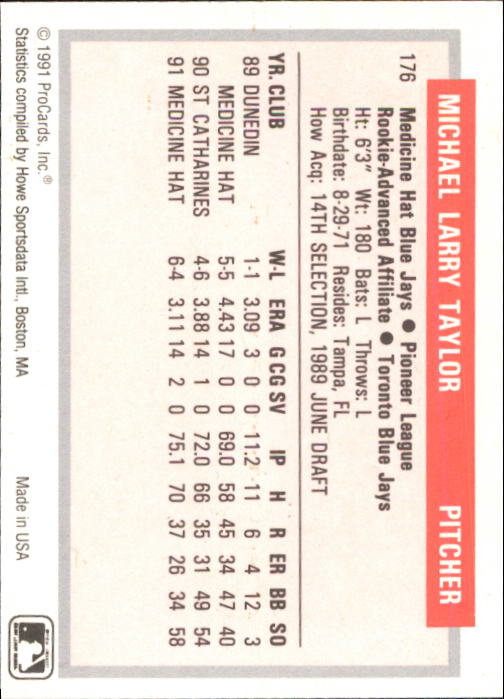 MICHAEL LARRY TAYLOR PITCHER
176 Medicine Hat Blue Jays ● Pioneer League
Rookie-Advanced Affiliate ● Toronto Blue Jays
Ht: 6'3" Wt: 180 Bats: L Throws: L
Birthdate: 8-29-71 Resides: Tampa, FL
How Acq: 14TH SELECTION, 1989 JUNE DRAFT
YR. CLUB W-L ERA G CG SV IP H R ER BB SO
89 DUNEDIN 1-1 3.09 3 0 0 11.2 11 6 4 12 3
MEDICINE HAT 5-5 4.43 17 0 0 69.0 58 45 34 47 40
90 ST CATHARINES 4-6 3.88 14 1 0 72.0 66 35 31 49 54
91 MEDICINE HAT 6-4 3.11 14 2 0 75.1 70 37 26 34 58
© 1991 ProCards, Inc.®
Statistics compiled by Howe Sportsdata Intl., Boston, MA Made in USA